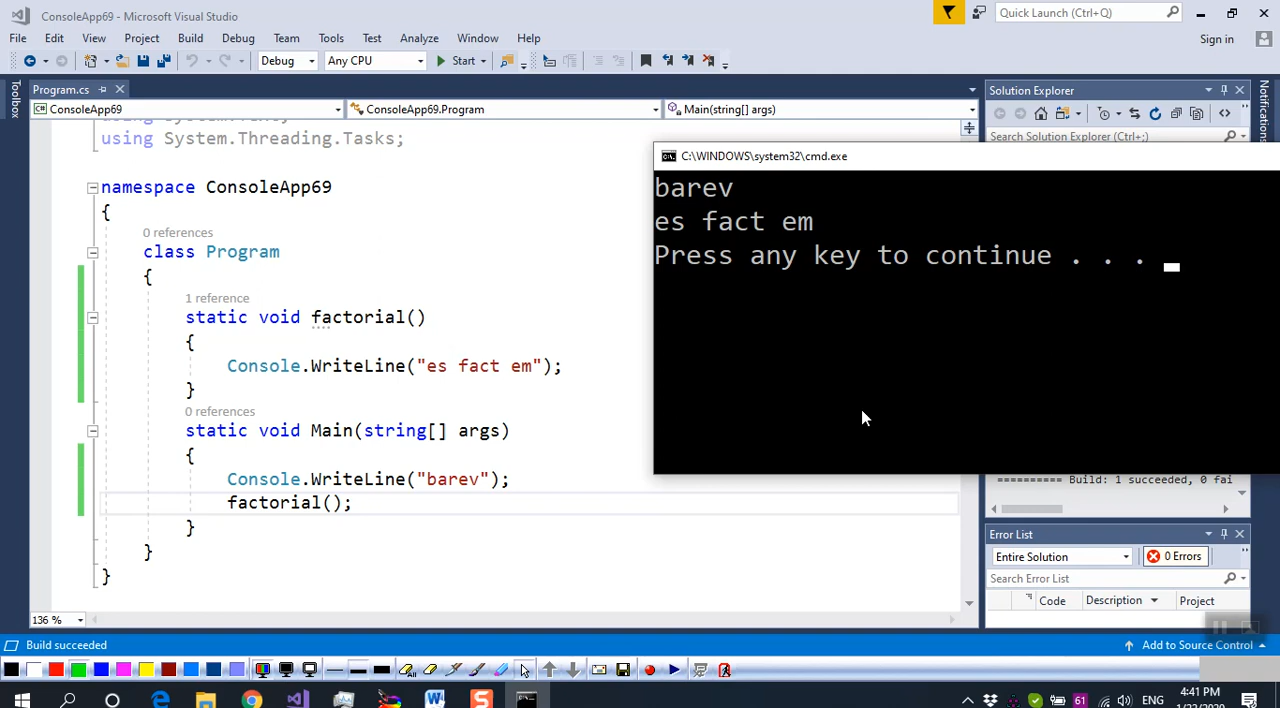 ConsoleApp69 - Microsoft Visual Studio
Quick Launch (Ctrl+Q)
File Edit View Project Build Debug Team Tools Test Analyze Window Help
Sign in
Debug Any CPU Start
Toolbox
Program.cs
ConsoleApp69 ConsoleApp69.Program Main(string[] args)
using System.Threading.Tasks;
namespace ConsoleApp69
{
0 references
class Program
{
1 reference
static void factorial()
{
Console.WriteLine("es fact em");
}
0 references
static void Main(string[] args)
{
Console.WriteLine("barev");
factorial();
}
}
}
136 %
C:\WINDOWS\system32\cmd.exe
barev
es fact em
Press any key to continue . . .
Solution Explorer
Search Solution Explorer (Ctrl+;)
Notifications
========== Build: 1 succeeded, 0 fai
Error List
Entire Solution 0 Errors
Search Error List
Code Description Project
Build succeeded
Add to Source Control
All
61 ENG
4:41 PM